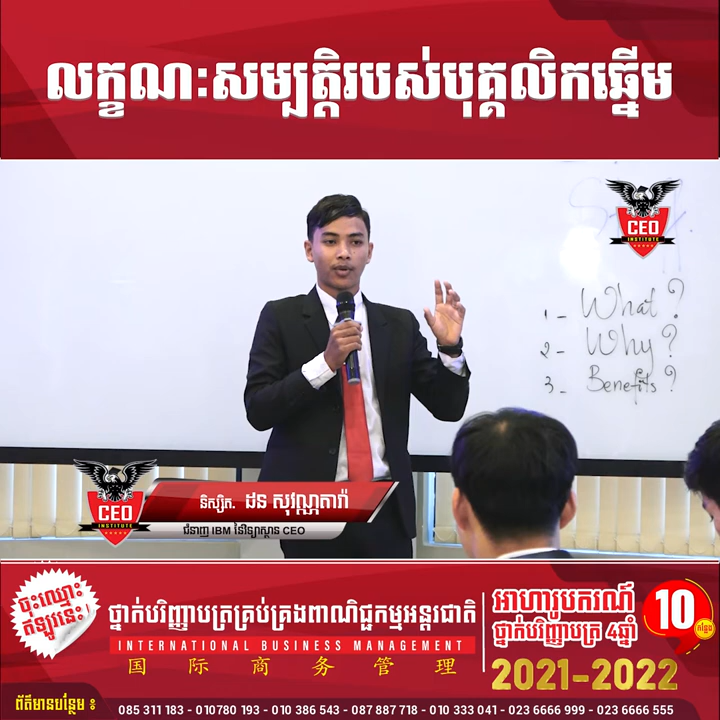 លក្ខណៈសម្បត្តិរបស់បុគ្គលិកឆ្នើម
CEO
INSTITUTE
1 - What?
2 - Why?
3 - Benefits?
CEO
INSTITUTE
និស្សិត. ដន សុវណ្ណតារ៉ា
ជំនាញ IBM នៃវិទ្យាស្ថាន CEO
ចុះឈ្មោះ
ឥឡូវនេះ!
ថ្នាក់បរិញ្ញាបត្រគ្រប់គ្រងពាណិជ្ជកម្មអន្តរជាតិ
INTERNATIONAL BUSINESS MANAGEMENT
国际商务管理
អាហារូបករណ៍
ថ្នាក់បរិញ្ញាបត្រ 4ឆ្នាំ
10
កន្លែង
2021-2022
ព័ត៌មានបន្ថែម ៖ 085 311 183 - 010780 193 - 010 386 543 - 087 887 718 - 010 333 041 - 023 6666 999 - 023 6666 555